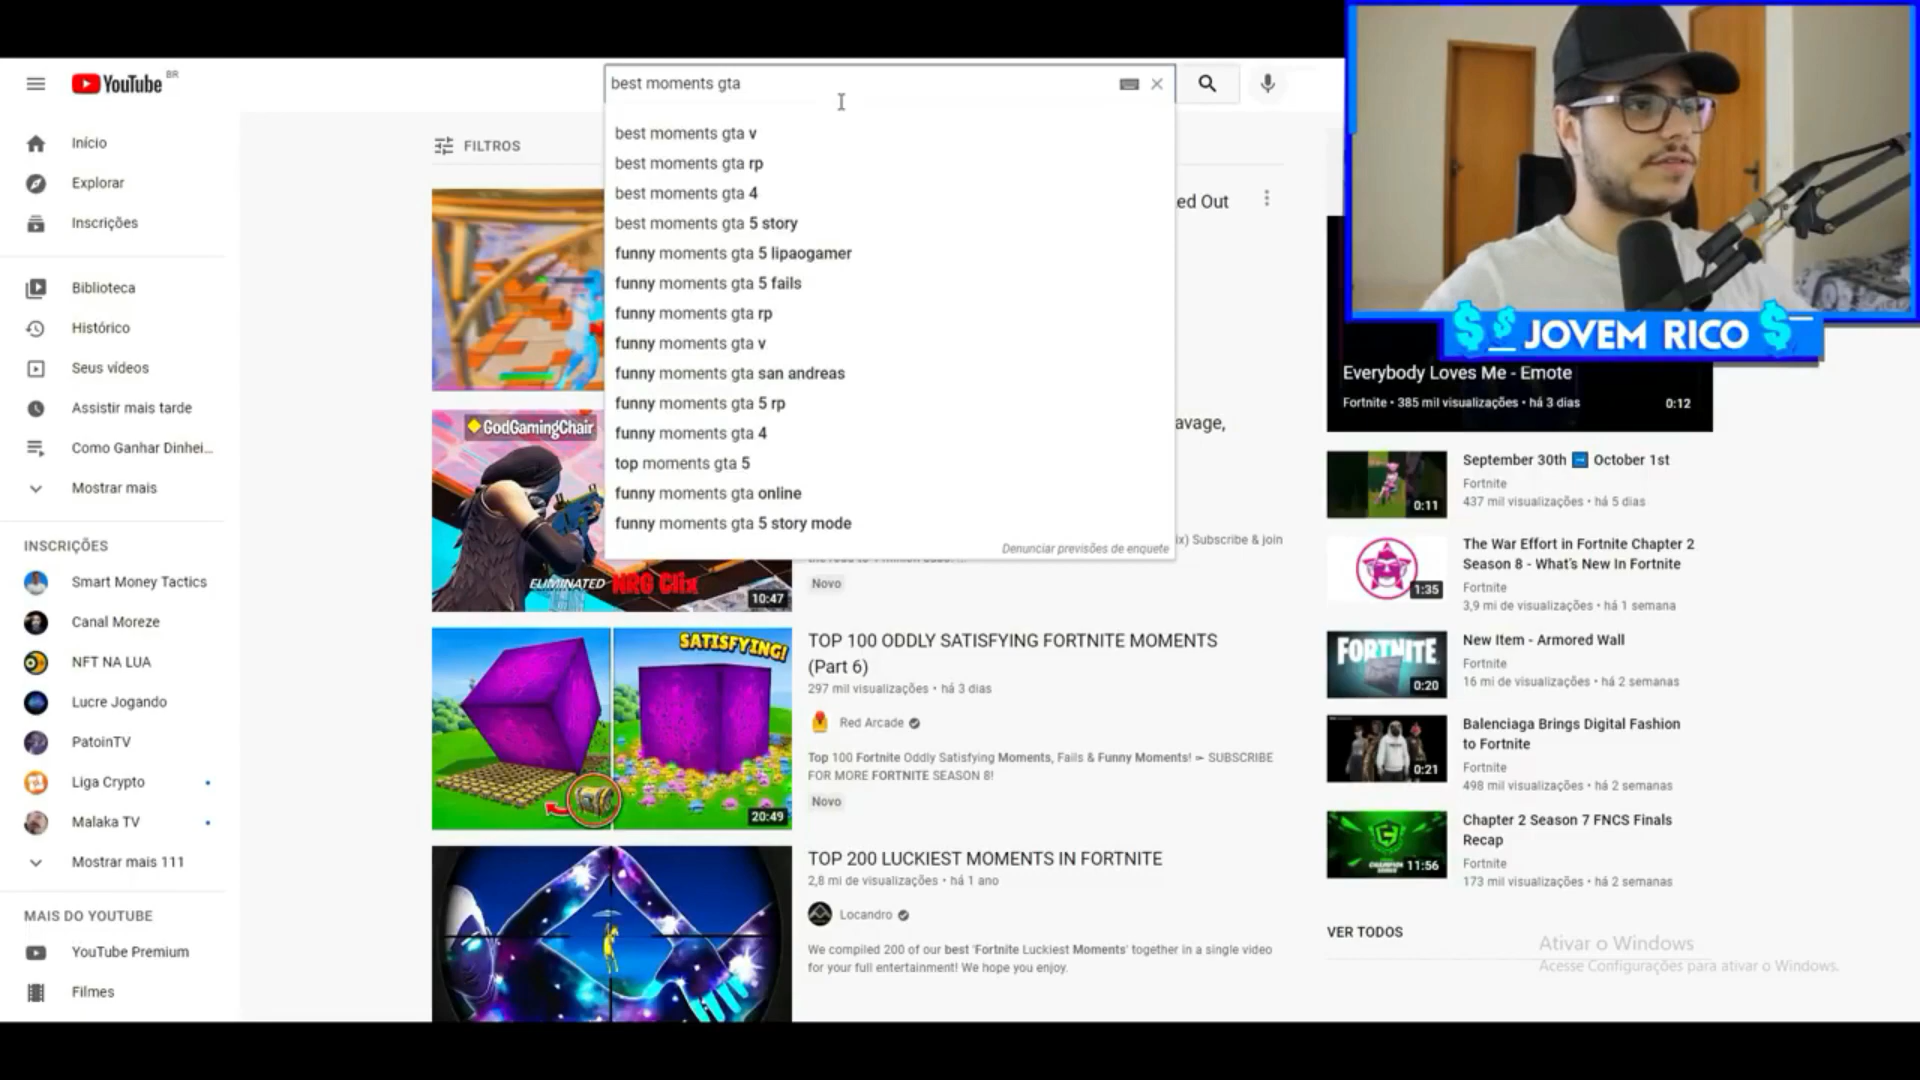 YouTube BR
best moments gta
Início
Explorar
Inscrições
Biblioteca
Histórico
Seus vídeos
Assistir mais tarde
Como Ganhar Dinhei...
Mostrar mais
INSCRIÇÕES
Smart Money Tactics
Canal Moreze
NFT NA LUA
Lucre Jogando
PatoinTV
Liga Crypto
Malaka TV
Mostrar mais 111
MAIS DO YOUTUBE
YouTube Premium
Filmes
FILTROS
best moments gta v
best moments gta rp
best moments gta 4
best moments gta 5 story
funny moments gta 5 lipaogamer
funny moments gta 5 fails
funny moments gta rp
funny moments gta v
funny moments gta san andreas
funny moments gta 5 rp
funny moments gta 4
top moments gta 5
funny moments gta online
funny moments gta 5 story mode
Denunciar previsões de enquete
ed Out
avage,
ix) Subscribe & join
Novo
GodGamingChair
ELIMINATED NRG Clix
10:47
SATISFYING!
20:49
TOP 100 ODDLY SATISFYING FORTNITE MOMENTS
(Part 6)
297 mil visualizações • há 3 dias
Red Arcade
Top 100 Fortnite Oddly Satisfying Moments, Fails & Funny Moments! ➣ SUBSCRIBE
FOR MORE FORTNITE SEASON 8!
Novo
TOP 200 LUCKIEST MOMENTS IN FORTNITE
2,8 mi de visualizações • há 1 ano
Locandro
We compiled 200 of our best 'Fortnite Luckiest Moments' together in a single video
for your full entertainment! We hope you enjoy.
$ $ JOVEM RICO $
Everybody Loves Me - Emote
Fortnite • 385 mil visualizações • há 3 dias
0:12
September 30th ➡ October 1st
Fortnite
437 mil visualizações • há 5 dias
0:11
The War Effort in Fortnite Chapter 2
Season 8 - What's New In Fortnite
Fortnite
3,9 mi de visualizações • há 1 semana
1:35
New Item - Armored Wall
Fortnite
16 mi de visualizações • há 2 semanas
FORTNITE
0:20
Balenciaga Brings Digital Fashion
to Fortnite
Fortnite
498 mil visualizações • há 2 semanas
0:21
Chapter 2 Season 7 FNCS Finals
Recap
Fortnite
173 mil visualizações • há 2 semanas
11:56
VER TODOS
Ativar o Windows
Acesse Configurações para ativar o Windows.